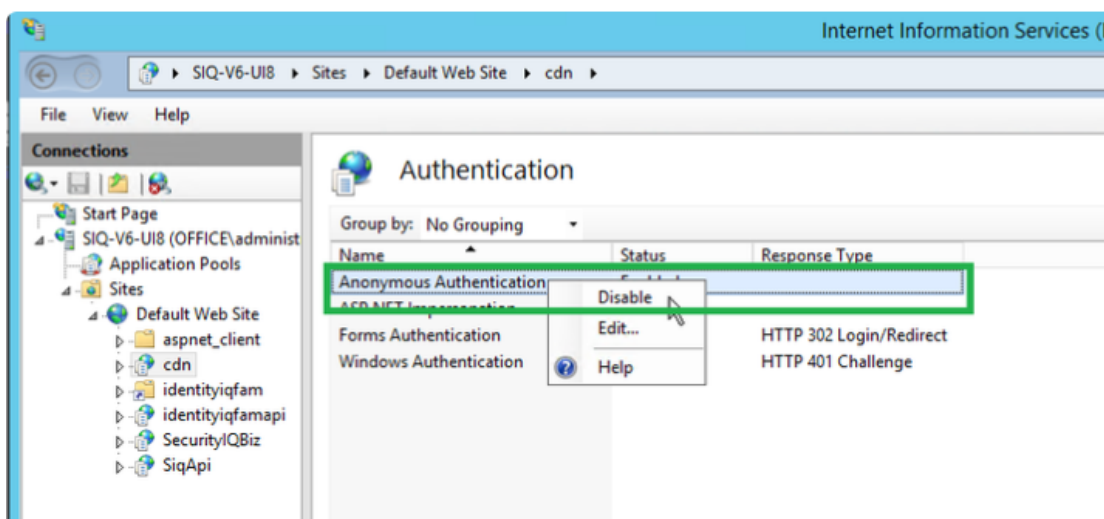 Internet Information Services (
SIQ-V6-UI8 Sites Default Web Site cdn
File View Help
Connections
Start Page
SIQ-V6-UI8 (OFFICE\administ
Application Pools
Sites
Default Web Site
aspnet_client
cdn
identityiqfam
identityiqfamapi
SecurityIQBiz
SiqApi
Authentication
Group by: No Grouping
Name Status Response Type
Anonymous Authentication
Disable
Edit...
Help
Forms Authentication HTTP 302 Login/Redirect
Windows Authentication HTTP 401 Challenge